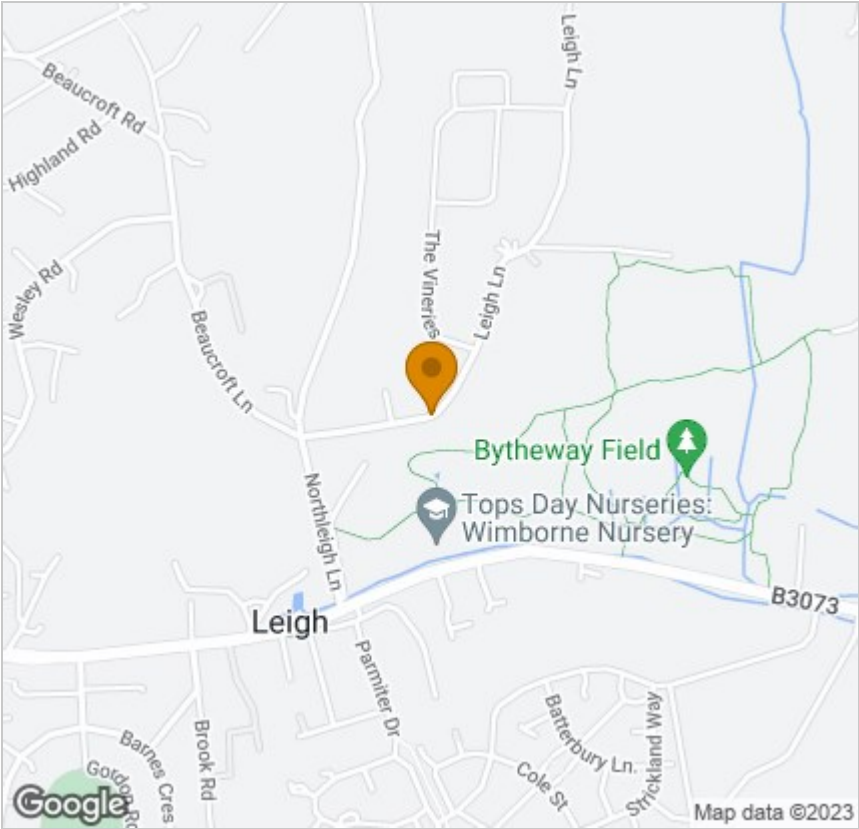 Leigh Ln
Beaucroft Rd
Highland Rd
The Vineries
Wesley Rd
Leigh Ln
Beaucroft Ln
Bytheway Field
Northleigh Ln
Tops Day Nurseries:
Wimborne Nursery
B3073
Leigh
Parmiter Dr
Batterbury Ln.
Strickland Way
Brook Rd
Barnes Cres
Cole St
Gordon Rd
Google
Map data ©2023